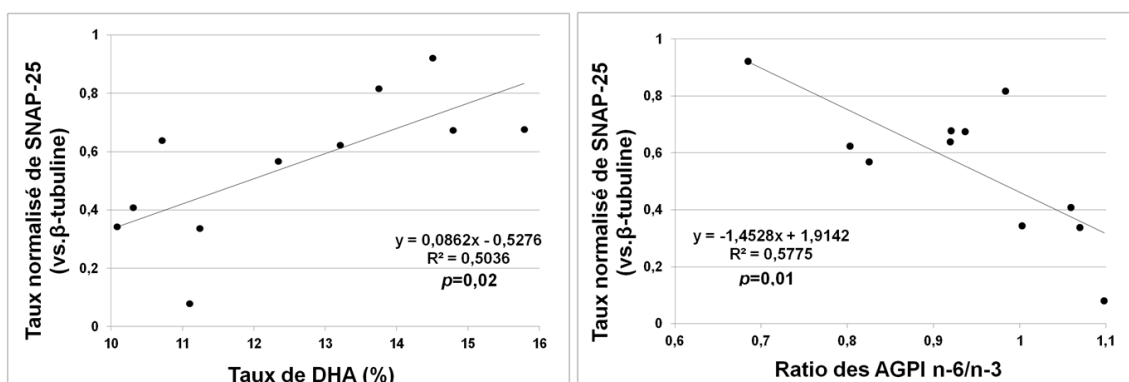 Taux normalisé de SNAP-25
(vs.β-tubuline)
1
0,8
0,6
0,4
0,2
0
10
11
12
13
14
15
16
y = 0,0862x - 0,5276
R² = 0,5036
p=0,02
Taux de DHA (%)
Taux normalisé de SNAP-25
(vs.β-tubuline)
1
0,8
0,6
0,4
0,2
0
0,6
0,7
0,8
0,9
1
1,1
y = -1,4528x + 1,9142
R² = 0,5775
p=0,01
Ratio des AGPI n-6/n-3